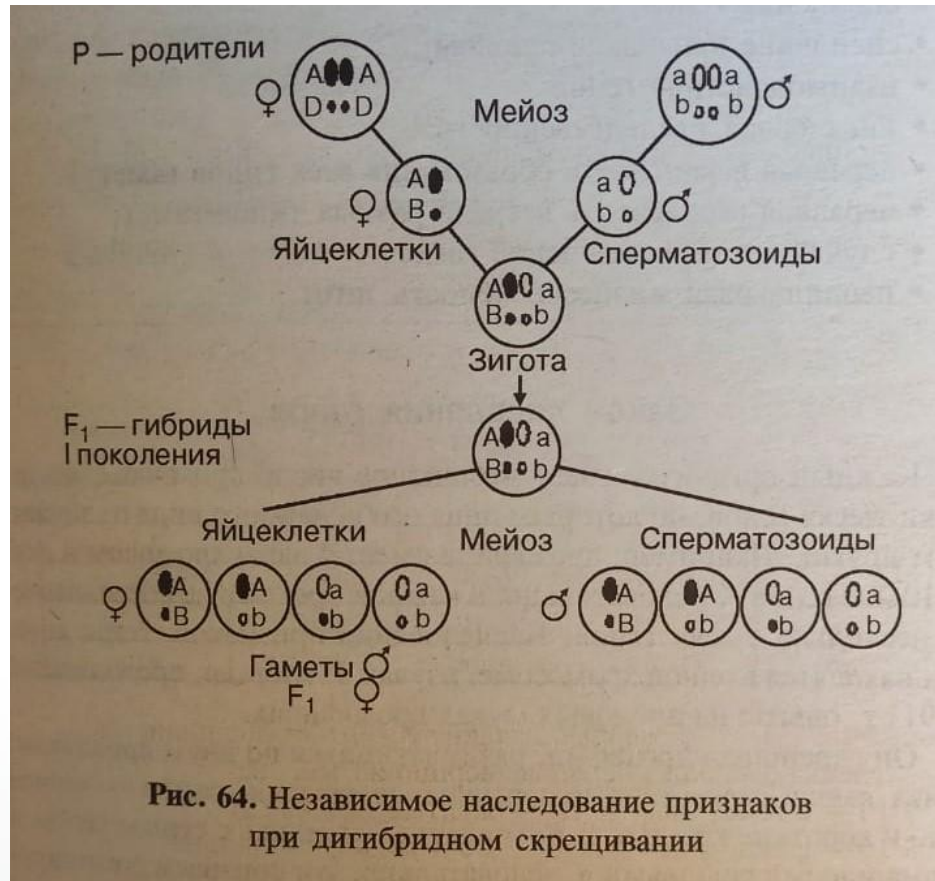 Р — родители
A A
D D
♀
Мейоз
a a
b b
♂
♀
A
B
Яйцеклетки
a
b
♂
Сперматозоиды
A a
B b
Зигота
F₁ — гибриды
I поколения
A a
B b
Яйцеклетки
Мейоз
Сперматозоиды
♀
A A a a
B b b b
♂
A A a a
B b b b
Гаметы ♂
F₁ ♀
Рис. 64. Независимое наследование признаков
при дигибридном скрещивании